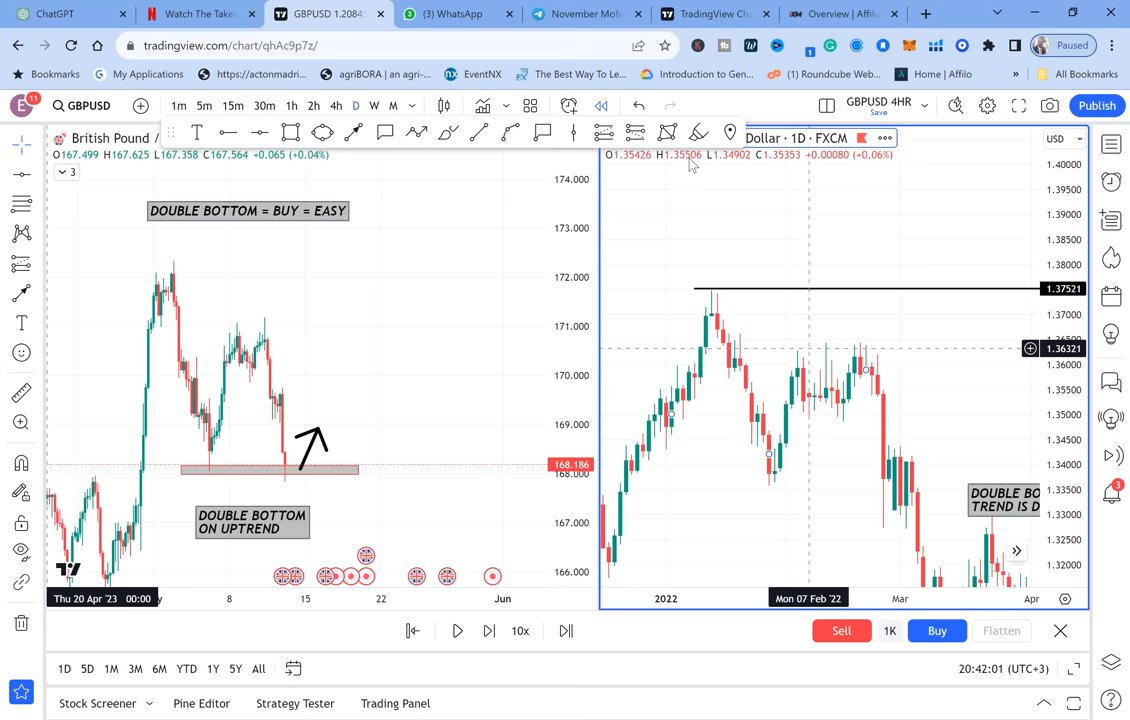 ChatGPT
Watch The Take
GBPUSD 1.2084
(3) WhatsApp
November Mofr
TradingView Ch
Overview | Affilia
tradingview.com/chart/qhAc9p7z/
Paused
Bookmarks
My Applications
https://actonmadri...
agriBORA | an agri-...
EventNX
The Best Way To Le...
Introduction to Gen...
(1) Roundcube Web...
Home | Affilo
»
All Bookmarks
E
11
GBPUSD
1m 5m 15m 30m 1h 2h 4h D W M
GBPUSD 4HR
Publish
British Pound /
O167.499 H167.625 L167.358 C167.564 +0.065 (+0.04%)
3
DOUBLE BOTTOM = BUY = EASY
DOUBLE BOTTOM
ON UPTREND
174.000
173.000
172.000
171.000
170.000
169.000
168.186
168.000
167.000
166.000
Thu 20 Apr '23 00:00
y
8
15
22
Jun
Dollar · 1D · FXCM
USD
O1.35426 H1.35506 L1.34902 C1.35353 +0.00080 (+0.06%)
DOUBLE BO
TREND IS D
1.40000
1.39500
1.39000
1.38500
1.38000
1.37521
1.37000
1.36321
1.36000
1.35500
1.35000
1.34500
1.34000
1.33500
1.33000
1.32500
1.32000
2022
Mon 07 Feb '22
Mar
Apr
10x
Sell
1K
Buy
Flatten
1D 5D 1M 3M 6M YTD 1Y 5Y All
20:42:01 (UTC+3)
Stock Screener
Pine Editor
Strategy Tester
Trading Panel
3